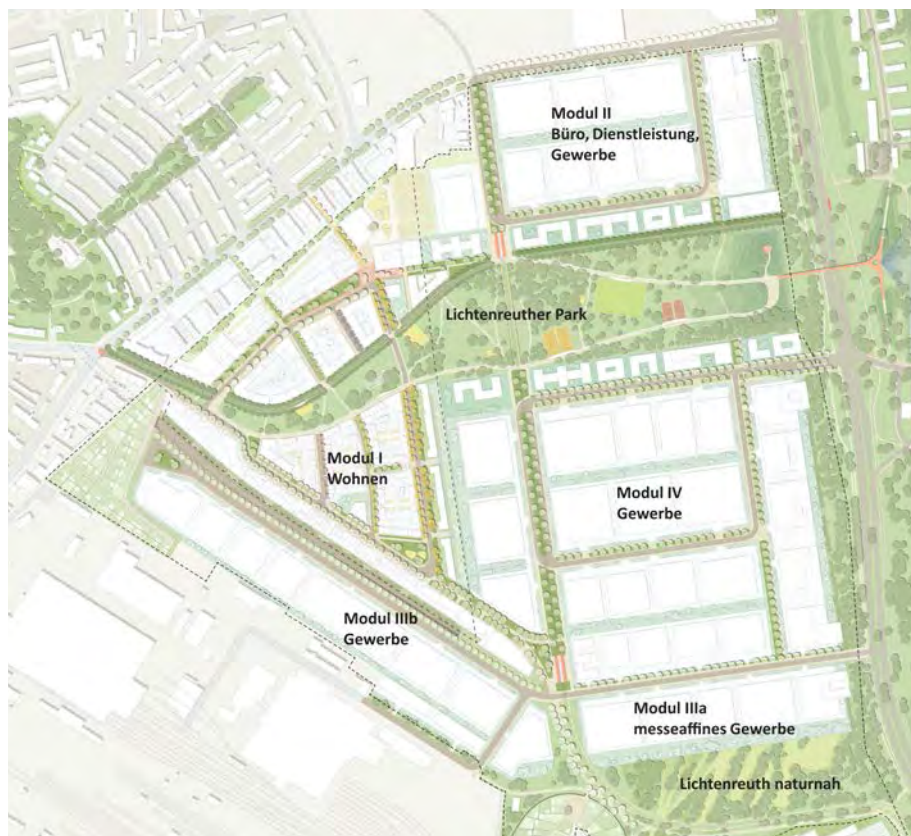 Modul II
Büro, Dienstleistung,
Gewerbe
Lichtenreuther Park
Modul I
Wohnen
Modul IV
Gewerbe
Modul IIIb
Gewerbe
Modul IIIa
messeaffines Gewerbe
Lichtenreuth naturnah